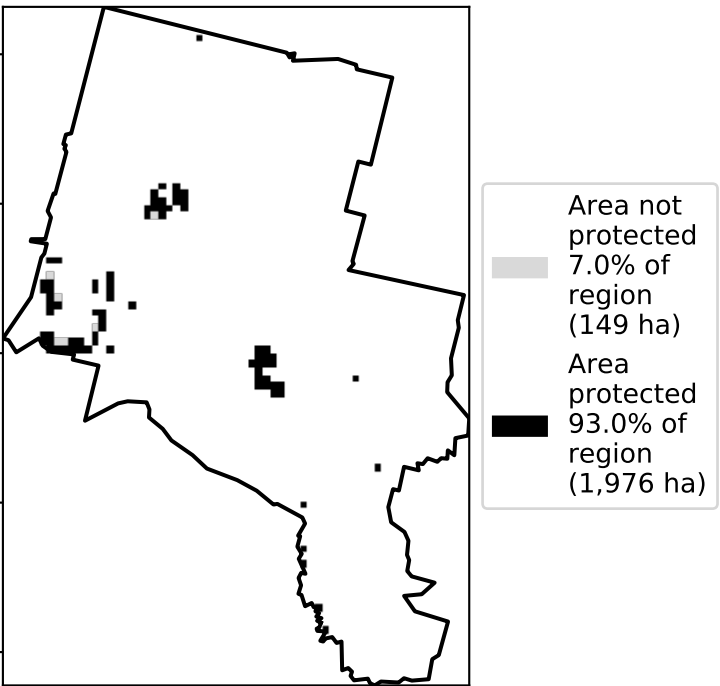 Area not
protected
7.0% of
region
(149 ha)
Area
protected
93.0% of
region
(1,976 ha)